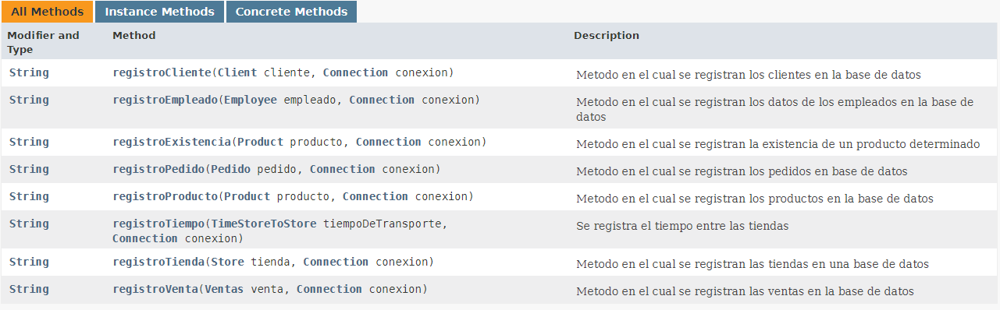 All Methods Instance Methods Concrete Methods
Modifier and Type Method Description
String registroCliente(Client cliente, Connection conexion) Metodo en el cual se registran los clientes en la base de datos
String registroEmpleado(Employee empleado, Connection conexion) Metodo en el cual se registran los datos de los empleados en la base de
datos
String registroExistencia(Product producto, Connection conexion) Metodo en el cual se registran la existencia de un producto determinado
String registroPedido(Pedido pedido, Connection conexion) Metodo en el cual se registran los pedidos en base de datos
String registroProducto(Product producto, Connection conexion) Metodo en el cual se registran los productos en la base de datos
String registroTiempo(TimeStoreToStore tiempoDeTransporte, Se registra el tiempo entre las tiendas
Connection conexion)
String registroTienda(Store tienda, Connection conexion) Metodo en el cual se registran las tiendas en una base de datos
String registroVenta(Ventas venta, Connection conexion) Metodo en el cual se registran las ventas en la base de datos